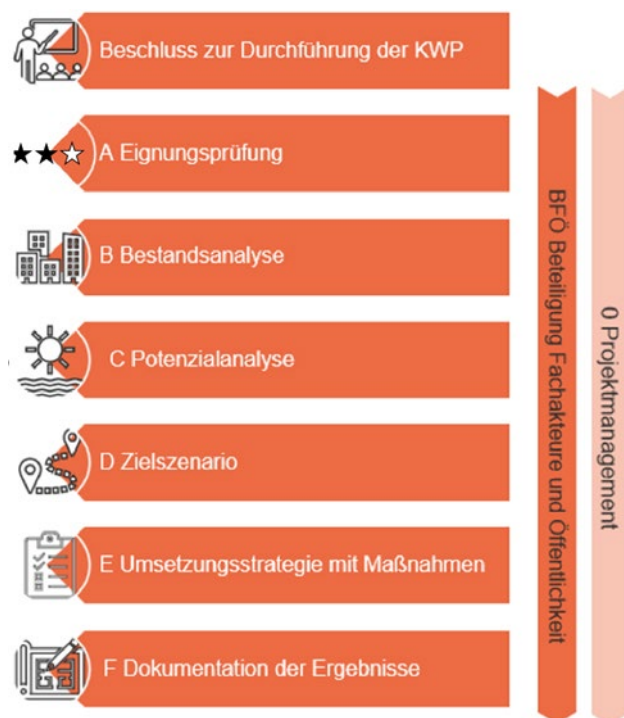 Beschluss zur Durchführung der KWP
A Eignungsprüfung
B Bestandsanalyse
C Potenzialanalyse
D Zielszenario
E Umsetzungsstrategie mit Maßnahmen
F Dokumentation der Ergebnisse
BFÖ Beteiligung Fachakteure und Öffentlichkeit
0 Projektmanagement